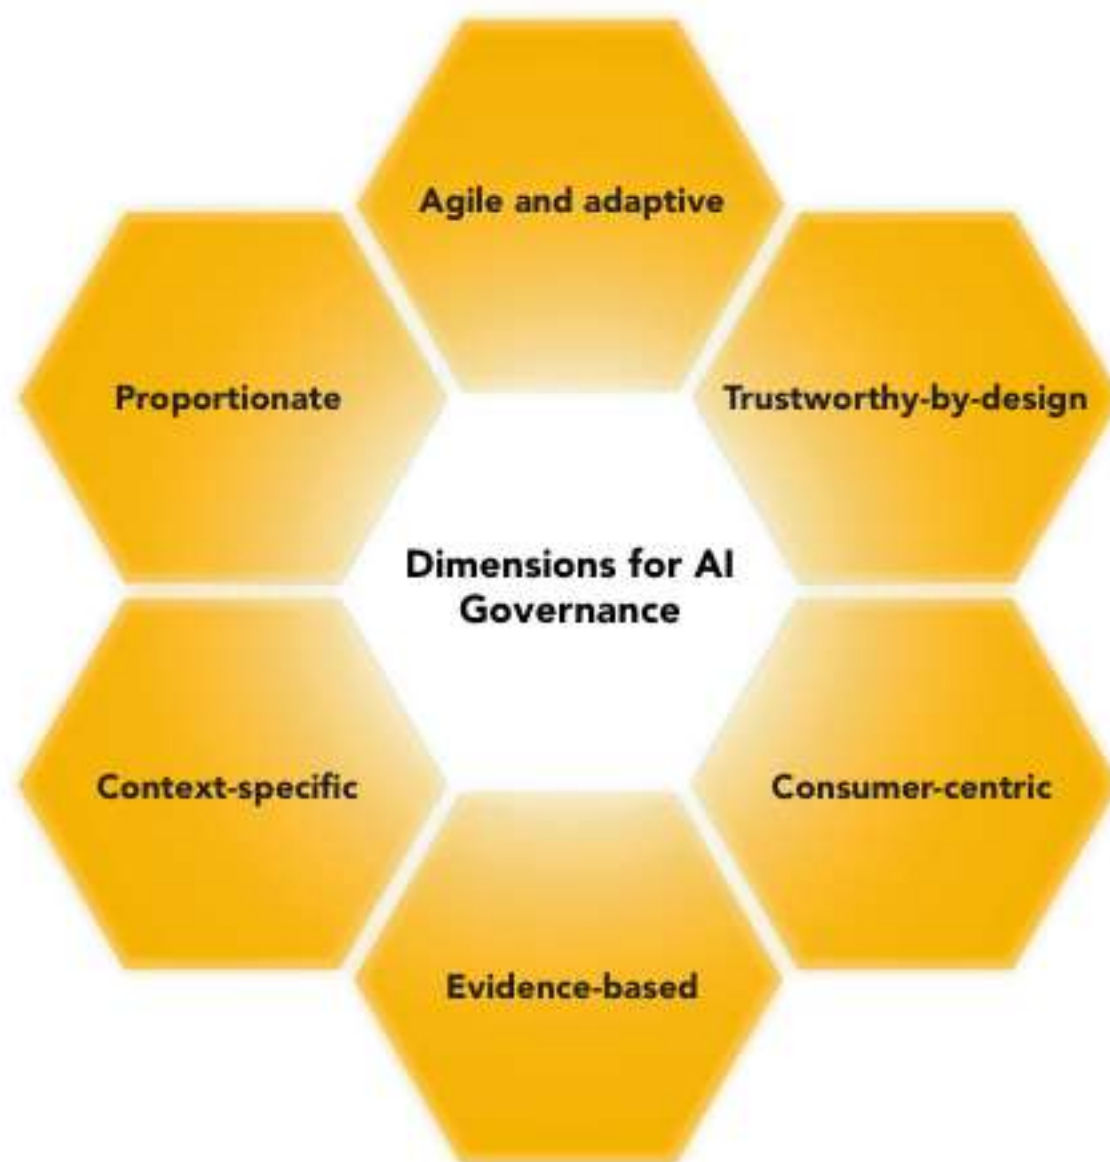 Agile and adaptive
Proportionate
Trustworthy-by-design
Dimensions for AI
Governance
Context-specific
Consumer-centric
Evidence-based